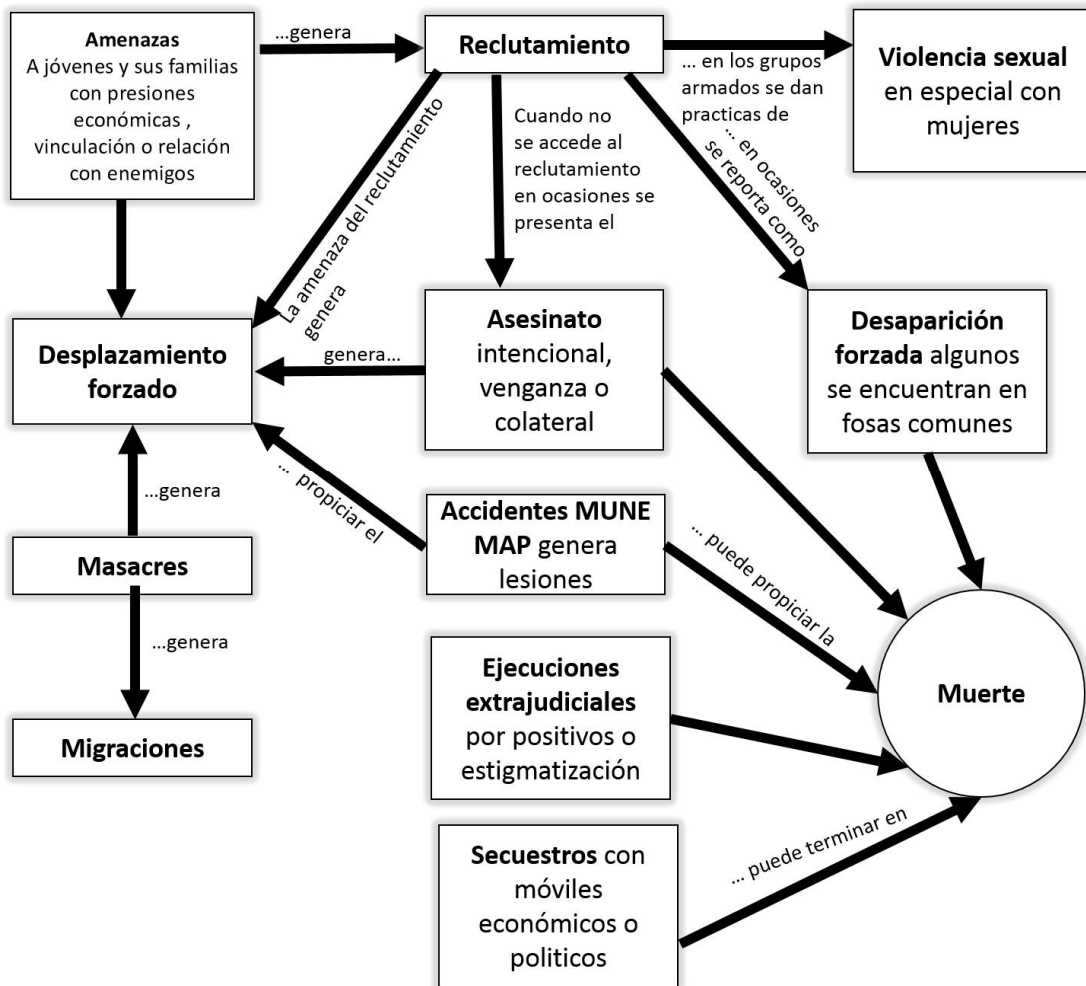 Amenazas
A jóvenes y sus familias
con presiones
económicas ,
vinculación o relación
con enemigos
...genera
Reclutamiento
... en los grupos
armados se dan
practicas de
Violencia sexual
en especial con
mujeres
La amenaza del reclutamiento
genera
Cuando no
se accede al
reclutamiento
en ocasiones se
presenta el
... en ocasiones
se reporta como
Desplazamiento
forzado
genera...
Asesinato
intencional,
venganza o
colateral
Desaparición
forzada algunos
se encuentran en
fosas comunes
...genera
... propiciar el
Accidentes MUNE
MAP genera
lesiones
... puede propiciar la
Masacres
...genera
Migraciones
Ejecuciones
extrajudiciales
por positivos o
estigmatización
Muerte
Secuestros con
móviles
económicos o
politicos
... puede terminar en